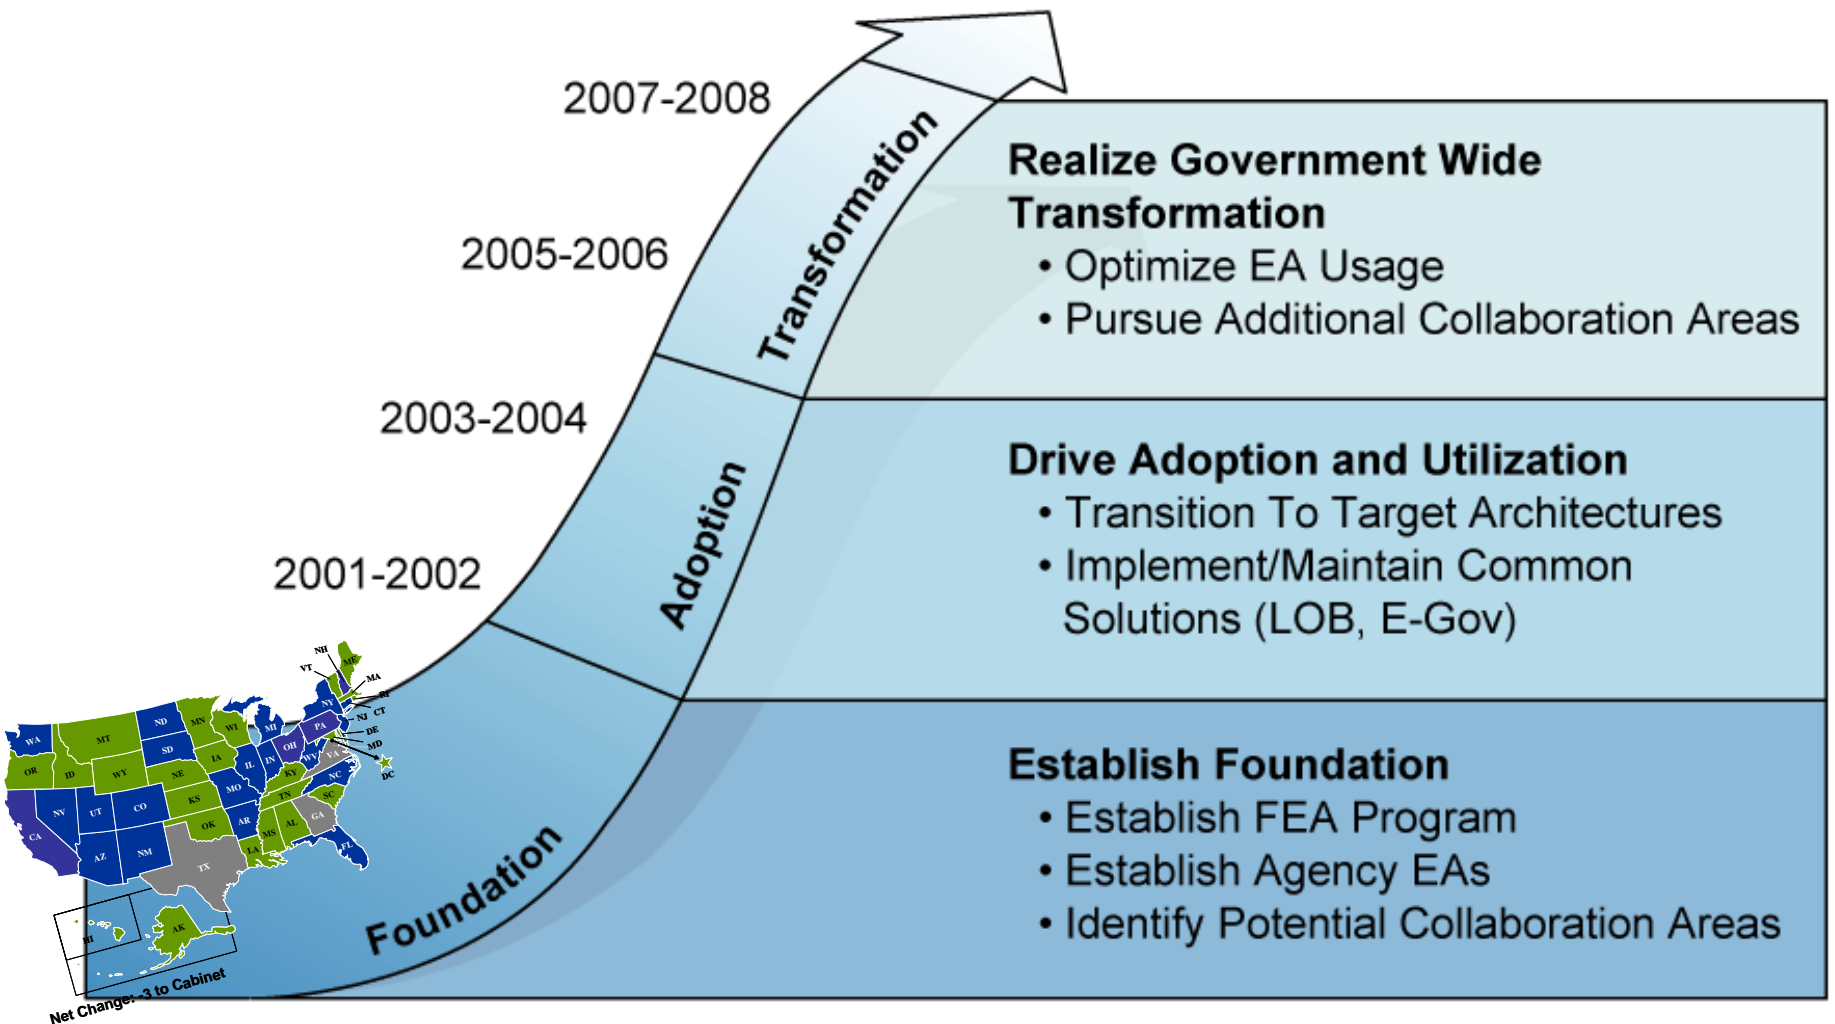 2007-2008
2005-2006
2003-2004
2001-2002
Transformation
Adoption
Foundation
Realize Government Wide
Transformation
• Optimize EA Usage
• Pursue Additional Collaboration Areas
Drive Adoption and Utilization
• Transition To Target Architectures
• Implement/Maintain Common
Solutions (LOB, E-Gov)
Establish Foundation
• Establish FEA Program
• Establish Agency EAs
• Identify Potential Collaboration Areas
NH
VT
ME
MA
RI
CT
NY
NJ
DE
MD
DC
PA
WA
MT
ND
MN
WI
MI
OR
ID
WY
SD
IA
NE
IL
IN
OH
WV
VA
KY
NC
NV
UT
CO
KS
MO
TN
SC
CA
AZ
NM
OK
AR
MS
AL
GA
TX
LA
FL
HI
AK
Net Change: -3 to Cabinet